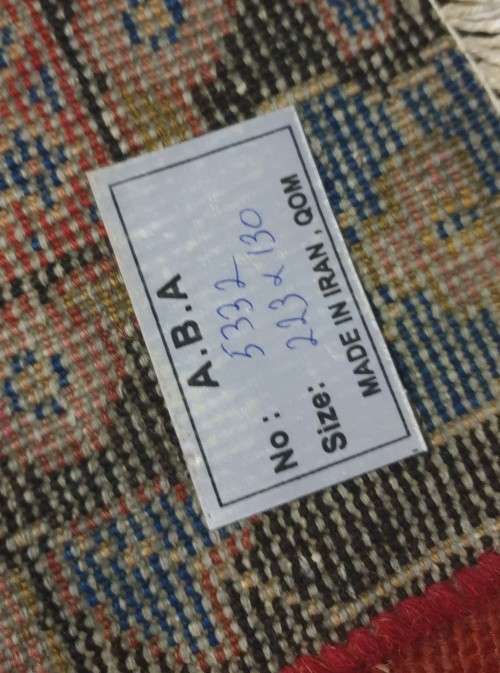 A.B.A
No: 5332
Size: 223 x 130
MADE IN IRAN , QOM